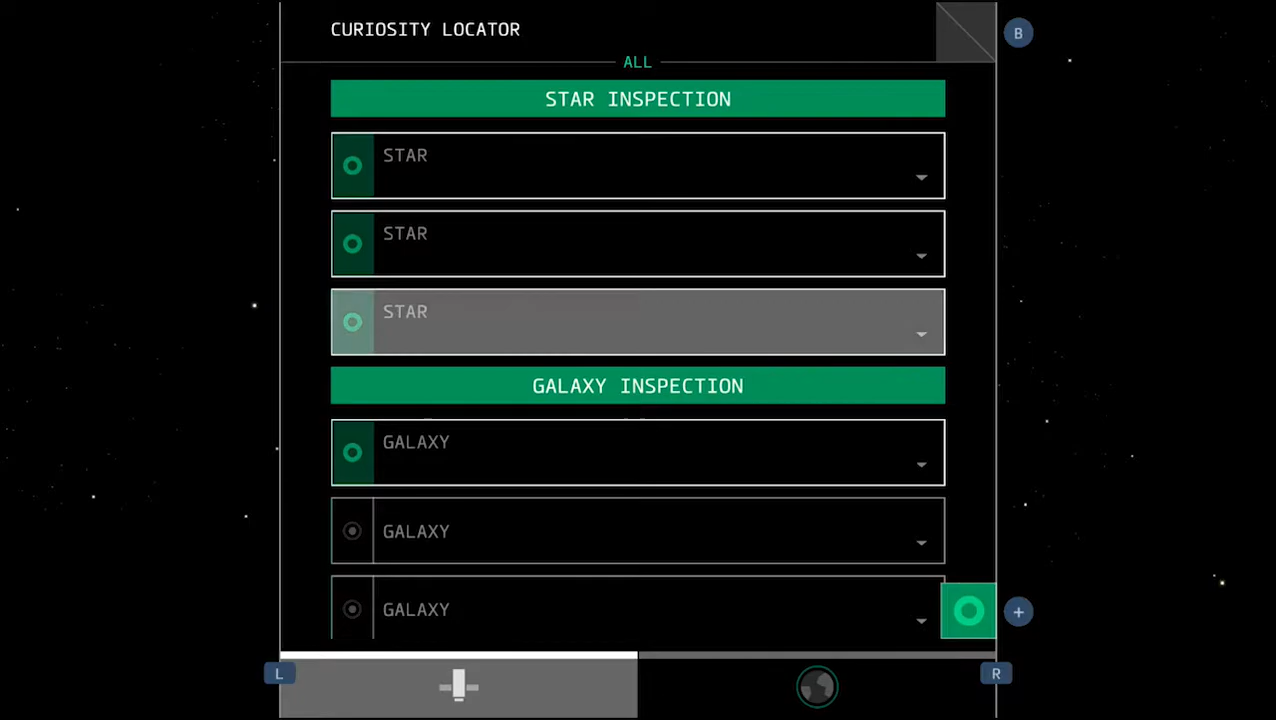 CURIOSITY LOCATOR
B
ALL
STAR INSPECTION
STAR
STAR
STAR
GALAXY INSPECTION
GALAXY
GALAXY
GALAXY
+
L
R